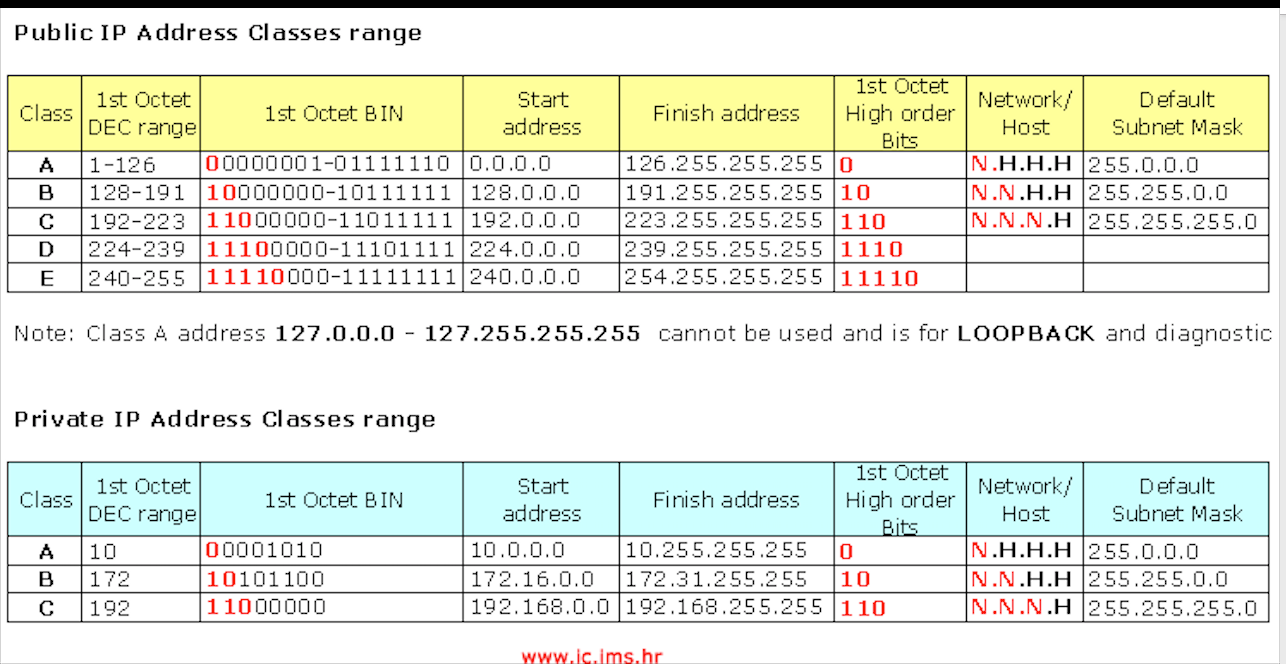 Public IP Address Classes range
Class | 1st Octet DEC range | 1st Octet BIN | Start address | Finish address | 1st Octet High order Bits | Network/ Host | Default Subnet Mask
A | 1-126 | 00000001-01111110 | 0.0.0.0 | 126.255.255.255 | 0 | N.H.H.H | 255.0.0.0
B | 128-191 | 10000000-10111111 | 128.0.0.0 | 191.255.255.255 | 10 | N.N.H.H | 255.255.0.0
C | 192-223 | 11000000-11011111 | 192.0.0.0 | 223.255.255.255 | 110 | N.N.N.H | 255.255.255.0
D | 224-239 | 11100000-11101111 | 224.0.0.0 | 239.255.255.255 | 1110
E | 240-255 | 11110000-11111111 | 240.0.0.0 | 254.255.255.255 | 11110
Note: Class A address 127.0.0.0 - 127.255.255.255 cannot be used and is for LOOPBACK and diagnostic
Private IP Address Classes range
Class | 1st Octet DEC range | 1st Octet BIN | Start address | Finish address | 1st Octet High order Bits | Network/ Host | Default Subnet Mask
A | 10 | 00001010 | 10.0.0.0 | 10.255.255.255 | 0 | N.H.H.H | 255.0.0.0
B | 172 | 10101100 | 172.16.0.0 | 172.31.255.255 | 10 | N.N.H.H | 255.255.0.0
C | 192 | 11000000 | 192.168.0.0 | 192.168.255.255 | 110 | N.N.N.H | 255.255.255.0
www.ic.ims.hr